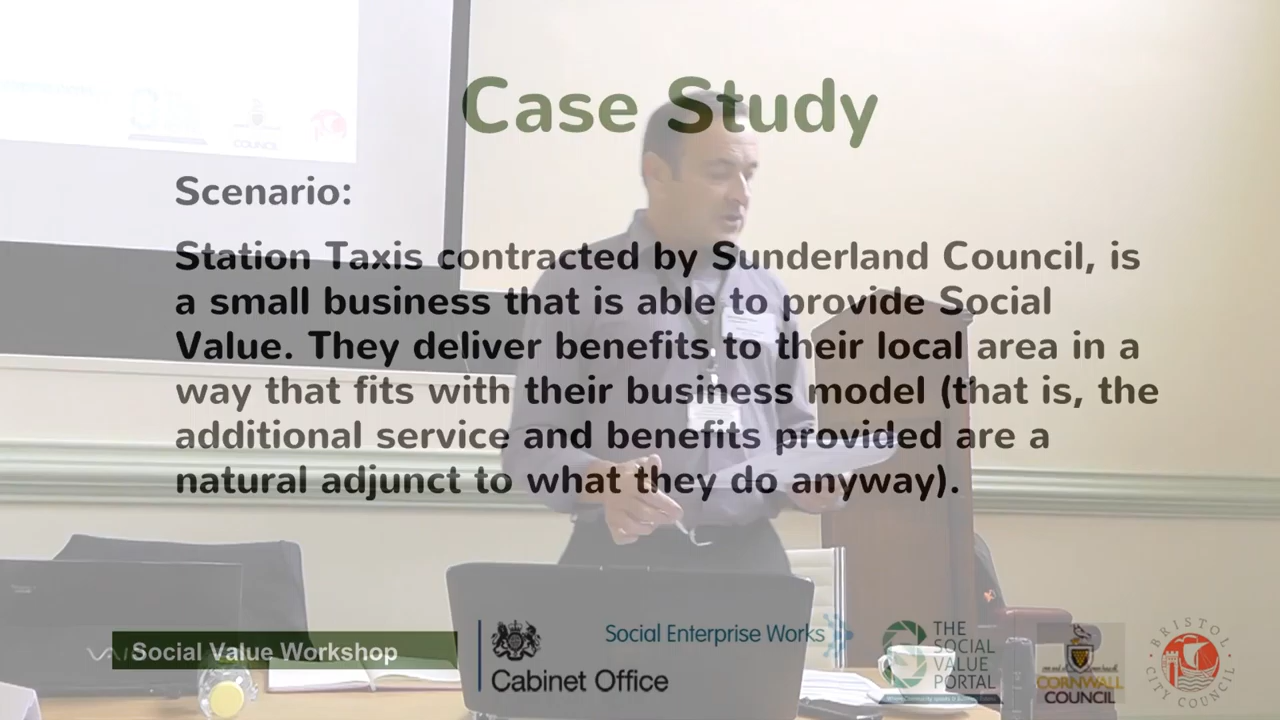 Case Study
Scenario:
Station Taxis contracted by Sunderland Council, is
a small business that is able to provide Social
Value. They deliver benefits to their local area in a
way that fits with their business model (that is, the
additional service and benefits provided are a
natural adjunct to what they do anyway).
Social Value Workshop
Cabinet Office
Social Enterprise Works
THE
SOCIAL
VALUE
PORTAL
CORNWALL
COUNCIL
BRISTOL
CITY COUNCIL
COUNCIL